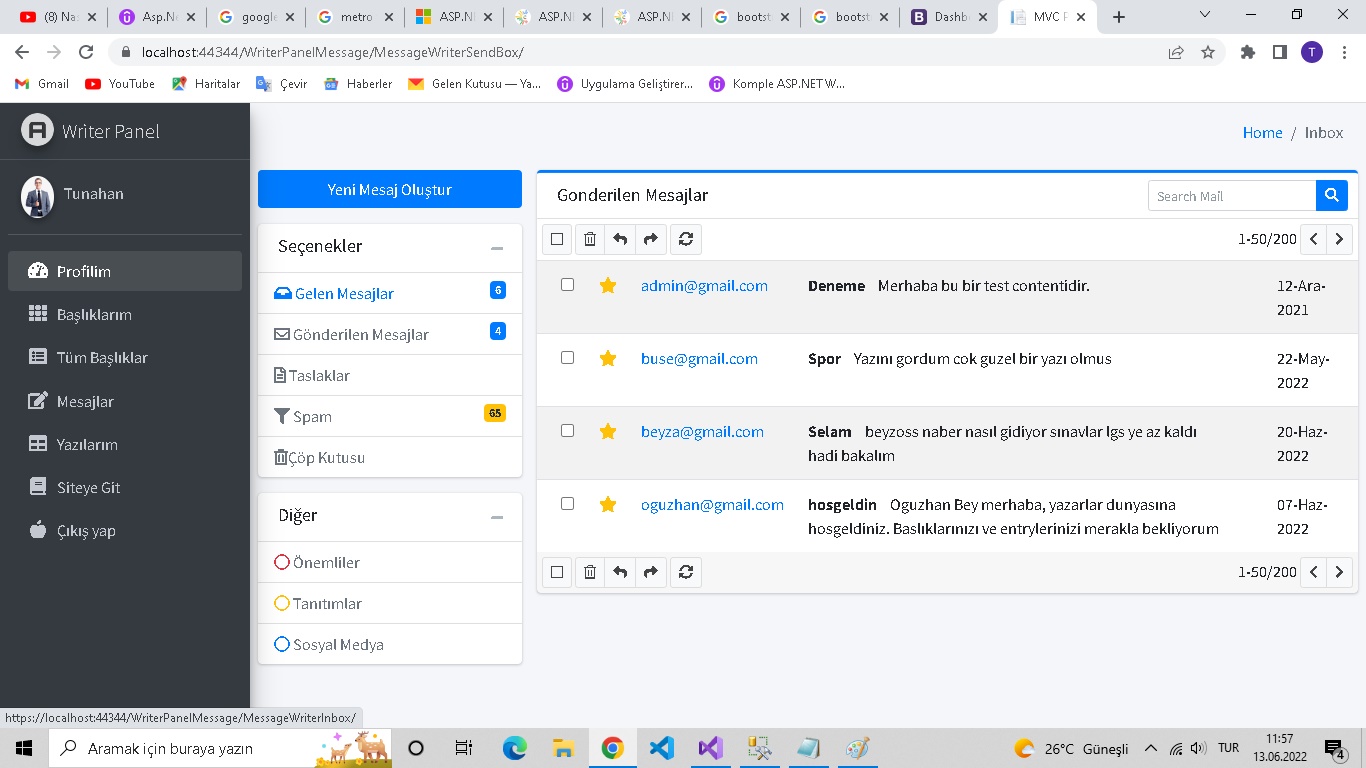 (8) Nas
Asp.N
google
metro
ASP.NE
ASP.NE
ASP.NE
bootst
bootst
Dashb
MVC P
localhost:44344/WriterPanelMessage/MessageWriterSendBox/
T
Gmail
YouTube
Haritalar
Çevir
Haberler
Gelen Kutusu — Ya...
Uygulama Geliştirer...
Komple ASP.NET W...
Writer Panel
Tunahan
Profilim
Başlıklarım
Tüm Başlıklar
Mesajlar
Yazılarım
Siteye Git
Çıkış yap
Home / Inbox
Yeni Mesaj Oluştur
Seçenekler
Gelen Mesajlar 6
Gönderilen Mesajlar 4
Taslaklar
Spam 65
Çöp Kutusu
Diğer
Önemliler
Tanıtımlar
Sosyal Medya
Gonderilen Mesajlar
Search Mail
1-50/200
admin@gmail.com Deneme Merhaba bu bir test contentidir. 12-Ara-
2021
buse@gmail.com Spor Yazını gordum cok guzel bir yazı olmus 22-May-
2022
beyza@gmail.com Selam beyzoss naber nasıl gidiyor sınavlar lgs ye az kaldı 20-Haz-
hadi bakalım 2022
oguzhan@gmail.com hosgeldin Oguzhan Bey merhaba, yazarlar dunyasına 07-Haz-
hosgeldiniz. Baslıklarınızı ve entrylerinizi merakla bekliyorum 2022
1-50/200
https://localhost:44344/WriterPanelMessage/MessageWriterInbox/
Aramak için buraya yazın
26°C Güneşli
TUR
11:57
13.06.2022
4